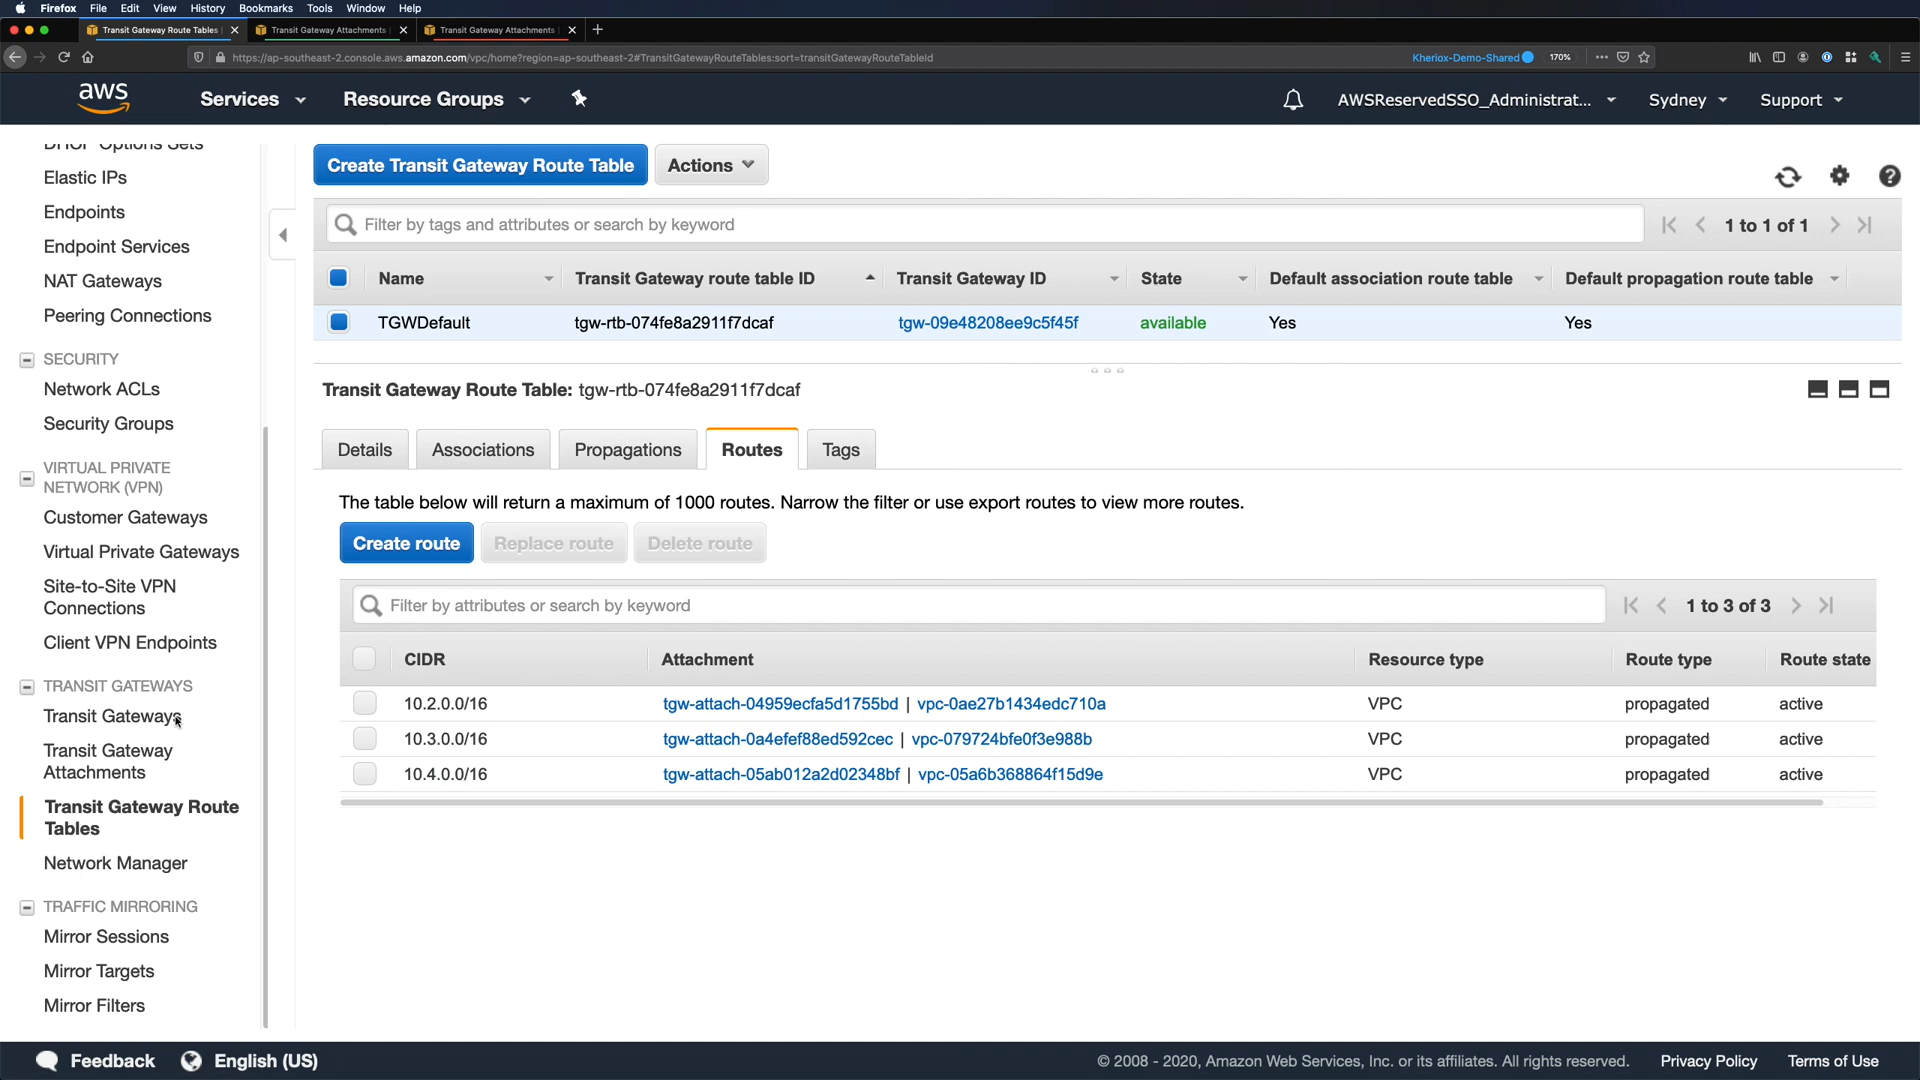 Firefox File Edit View History Bookmarks Tools Window Help
Transit Gateway Route Tables Transit Gateway Attachments Transit Gateway Attachments
https://ap-southeast-2.console.aws.amazon.com/vpc/home?region=ap-southeast-2#TransitGatewayRouteTables:sort=transitGatewayRouteTableId Kheriox-Demo-Shared 170%
aws Services Resource Groups AWSReservedSSO_Administrat... Sydney Support
DHCP Options Sets
Elastic IPs
Endpoints
Endpoint Services
NAT Gateways
Peering Connections
SECURITY
Network ACLs
Security Groups
VIRTUAL PRIVATE
NETWORK (VPN)
Customer Gateways
Virtual Private Gateways
Site-to-Site VPN
Connections
Client VPN Endpoints
TRANSIT GATEWAYS
Transit Gateways
Transit Gateway
Attachments
Transit Gateway Route
Tables
Network Manager
TRAFFIC MIRRORING
Mirror Sessions
Mirror Targets
Mirror Filters
Create Transit Gateway Route Table Actions
Filter by tags and attributes or search by keyword 1 to 1 of 1
Name Transit Gateway route table ID Transit Gateway ID State Default association route table Default propagation route table
TGWDefault tgw-rtb-074fe8a2911f7dcaf tgw-09e48208ee9c5f45f available Yes Yes
Transit Gateway Route Table: tgw-rtb-074fe8a2911f7dcaf
Details Associations Propagations Routes Tags
The table below will return a maximum of 1000 routes. Narrow the filter or use export routes to view more routes.
Create route Replace route Delete route
Filter by attributes or search by keyword 1 to 3 of 3
CIDR Attachment Resource type Route type Route state
10.2.0.0/16 tgw-attach-04959ecfa5d1755bd | vpc-0ae27b1434edc710a VPC propagated active
10.3.0.0/16 tgw-attach-0a4efef88ed592cec | vpc-079724bfe0f3e988b VPC propagated active
10.4.0.0/16 tgw-attach-05ab012a2d02348bf | vpc-05a6b368864f15d9e VPC propagated active
Feedback English (US) © 2008 - 2020, Amazon Web Services, Inc. or its affiliates. All rights reserved. Privacy Policy Terms of Use